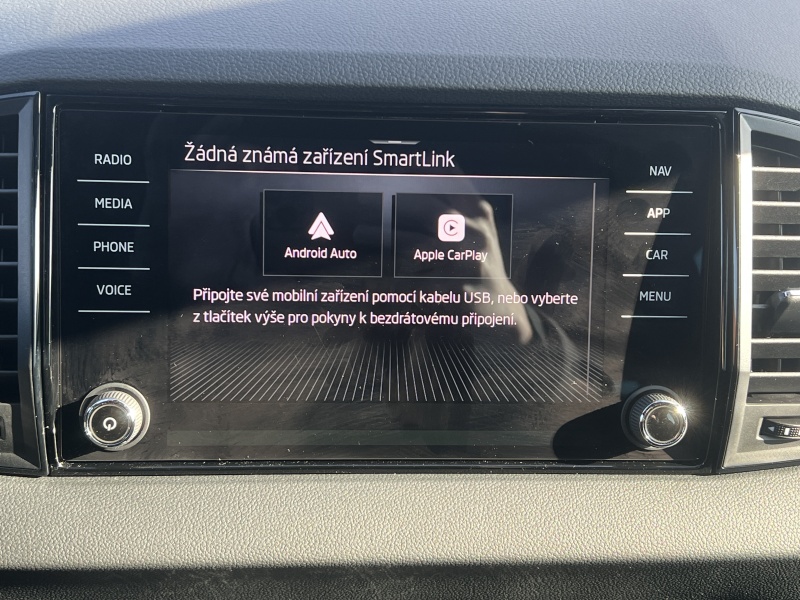 Žádná známá zařízení SmartLink
RADIO
MEDIA
PHONE
VOICE
Android Auto
Apple CarPlay
Připojte své mobilní zařízení pomocí kabelu USB, nebo vyberte
z tlačítek výše pro pokyny k bezdrátovému připojení.
NAV
APP
CAR
MENU